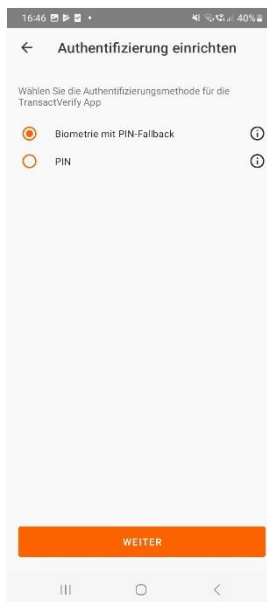 16:46
40%
Authentifizierung einrichten
Wählen Sie die Authentifizierungsmethode für die
TransactVerify App
Biometrie mit PIN-Fallback
PIN
WEITER